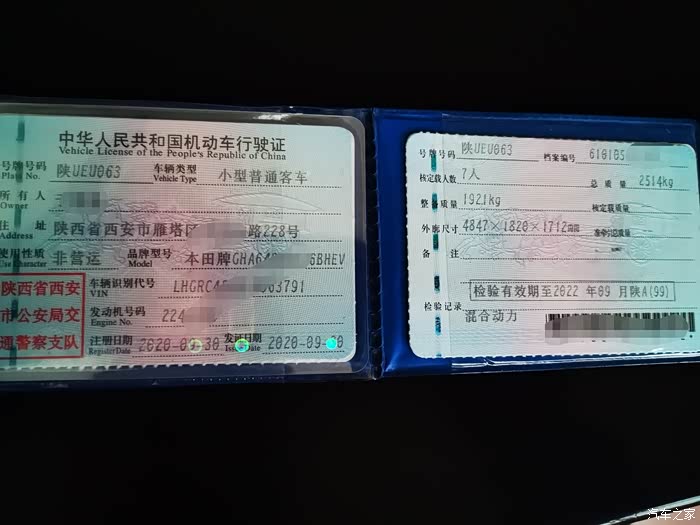 中华人民共和国机动车行驶证
Vehicle License of the People's Republic of China
号牌号码 陕UEU063 车辆类型 小型普通客车
Plate No. Vehicle Type
所有人
Owner
住址 陕西省西安市雁塔区 路228号
Address
使用性质 非营运 品牌型号 本田牌GHA64 6BHEV
Use Character Model
车辆识别代号 LHGRC4 63791
VIN
发动机号码 224
Engine No.
注册日期 2020-09-30 发证日期 2020-09-30
Register Date Issue Date
陕西省西安
市公安局交
通警察支队
号牌号码 陕UEU063 档案编号 610105
核定载人数 7人 总质量 2514kg
整备质量 1921kg 核定载质量
外廓尺寸 4847×1820×1712mm 准牵引总质量
备注
检验有效期至2022年09月陕A(99)
检验记录
混合动力
汽车之家